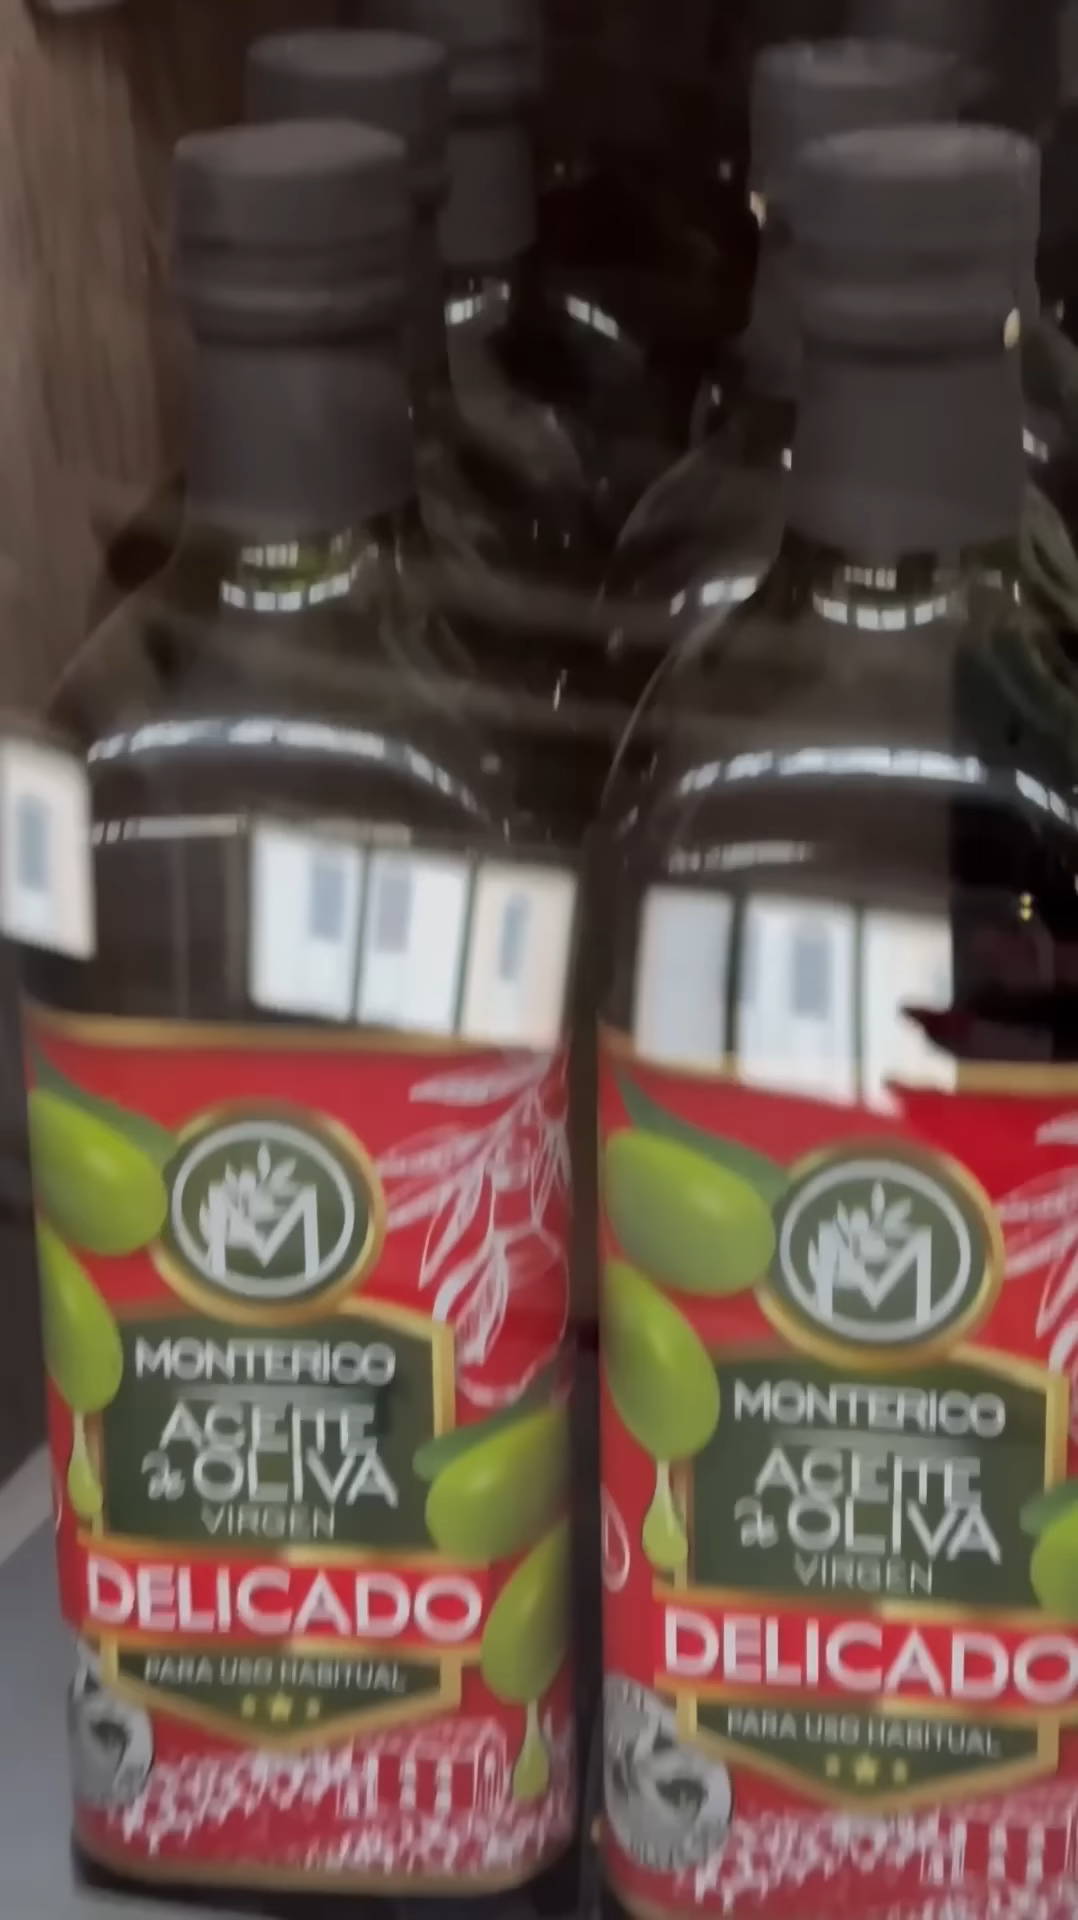 M
MONTERICO
ACEITE
de OLIVA
VIRGEN
DELICADO
PARA USO HABITUAL
M
MONTERICO
ACEITE
de OLIVA
VIRGEN
DELICADO
PARA USO HABITUAL